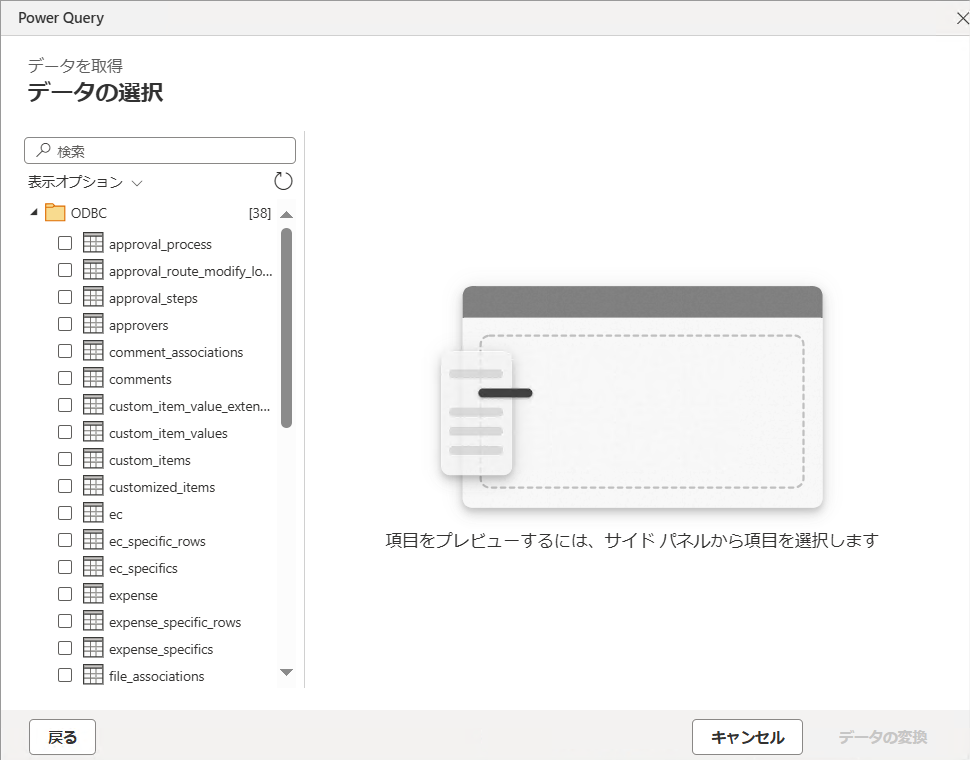 Power Query
データを取得
データの選択
検索
表示オプション
ODBC [38]
approval_process
approval_route_modify_lo...
approval_steps
approvers
comment_associations
comments
custom_item_value_exten...
custom_item_values
custom_items
customized_items
ec
ec_specific_rows
ec_specifics
expense
expense_specific_rows
expense_specifics
file_associations
項目をプレビューするには、サイド パネルから項目を選択します
戻る
キャンセル
データの変換